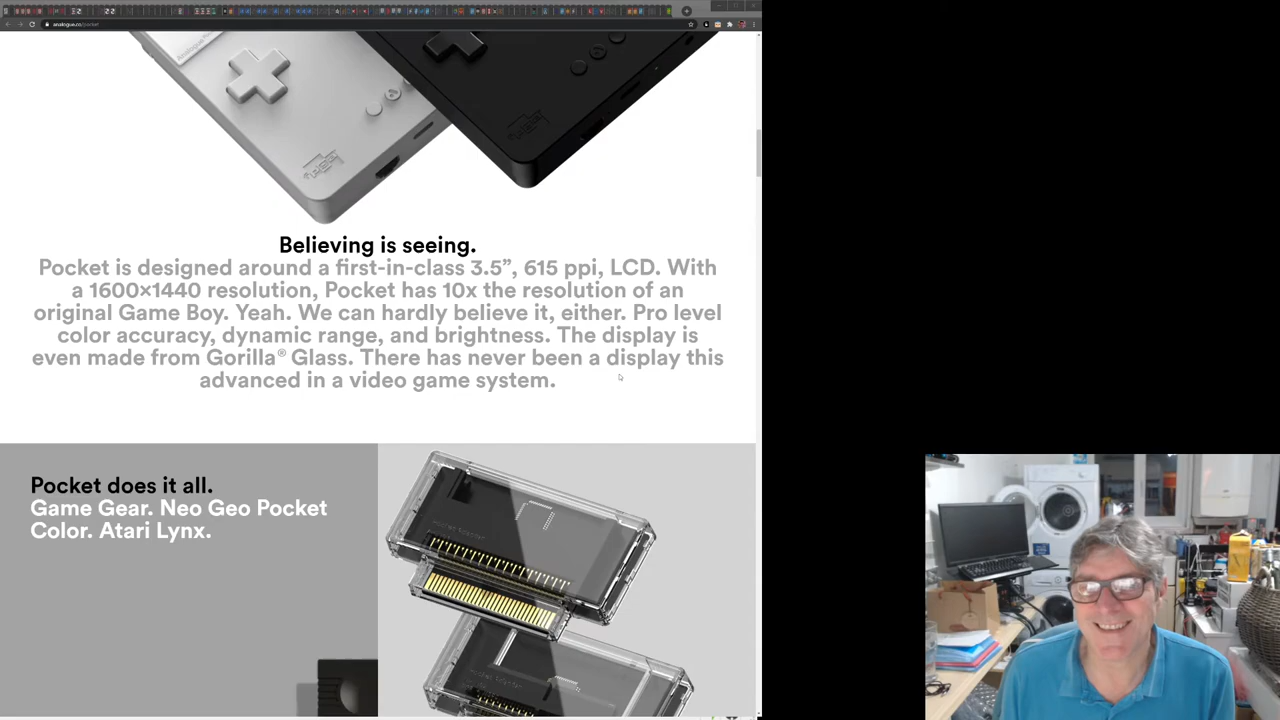 analogue.co/pocket
Believing is seeing.
Pocket is designed around a first-in-class 3.5”, 615 ppi, LCD. With
a 1600×1440 resolution, Pocket has 10x the resolution of an
original Game Boy. Yeah. We can hardly believe it, either. Pro level
color accuracy, dynamic range, and brightness. The display is
even made from Gorilla® Glass. There has never been a display this
advanced in a video game system.
Pocket does it all.
Game Gear. Neo Geo Pocket
Color. Atari Lynx.